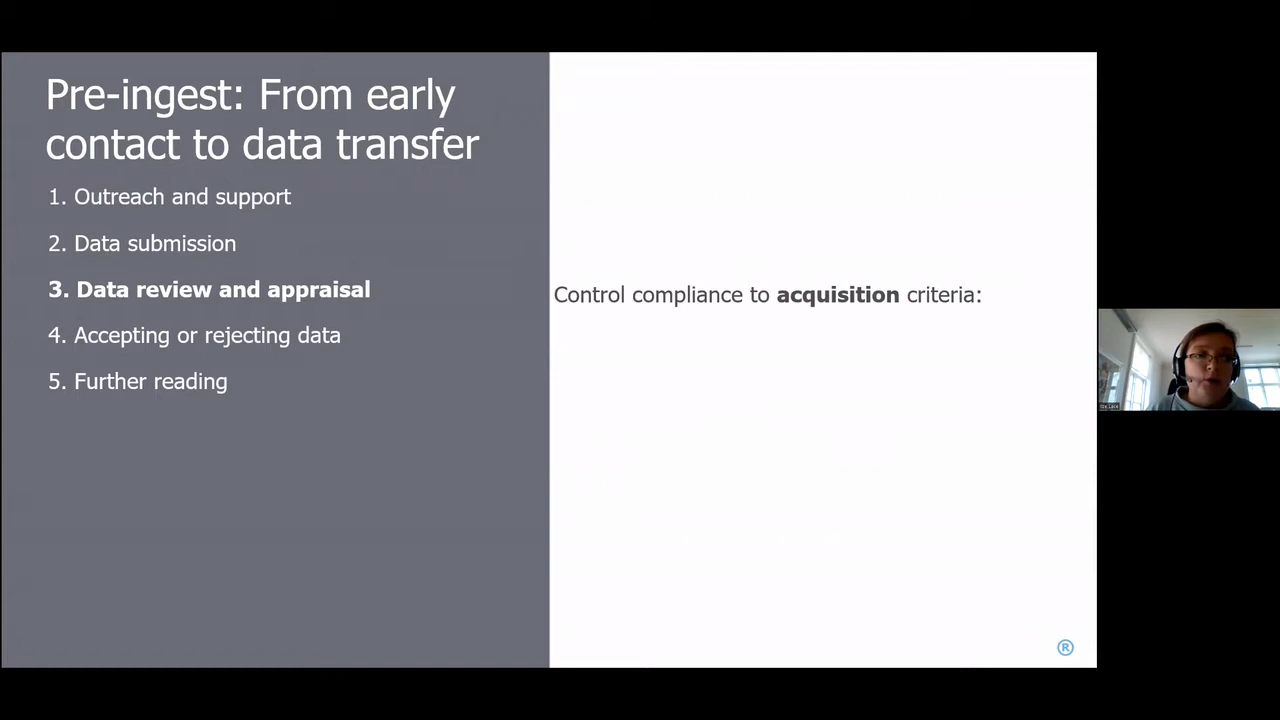 Pre-ingest: From early
contact to data transfer
1. Outreach and support
2. Data submission
3. Data review and appraisal
4. Accepting or rejecting data
5. Further reading
Control compliance to acquisition criteria:
®